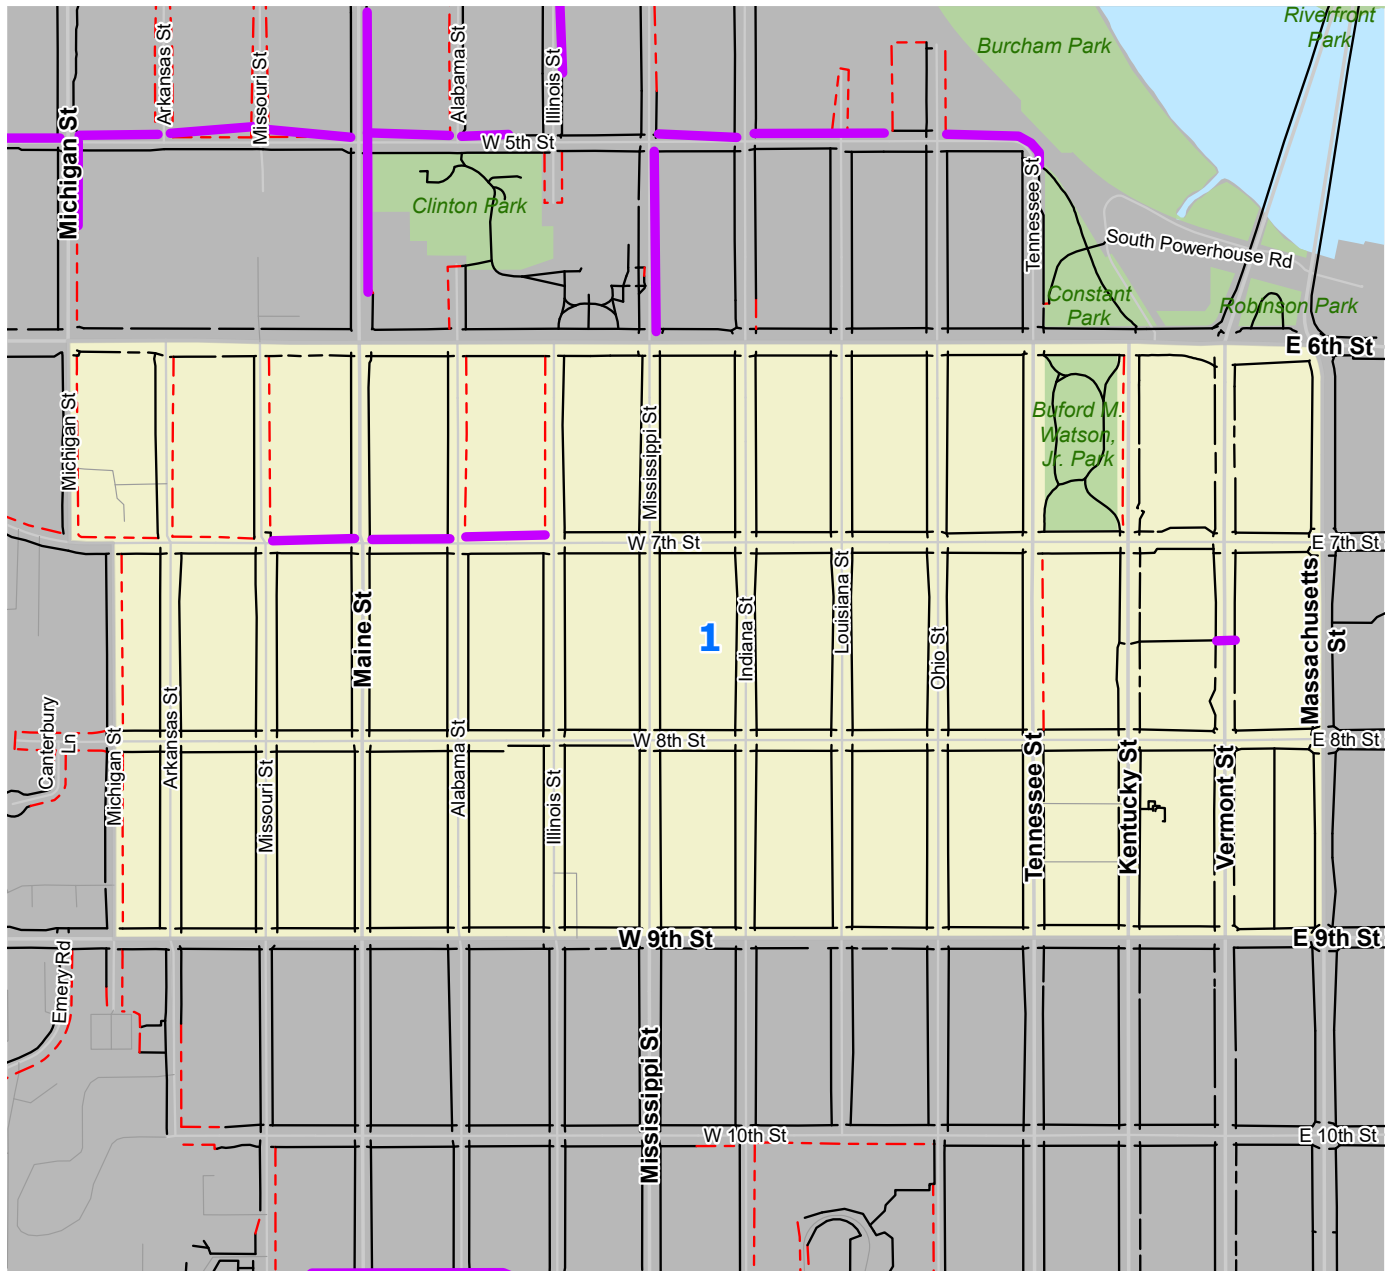 Riverfront
Park
Burcham Park
Arkansas St
Missouri St
Alabama St
Illinois St
Michigan St
W 5th St
Clinton Park
Tennessee St
South Powerhouse Rd
Constant
Park
Robinson Park
E 6th St
Michigan St
Mississippi St
Buford M.
Watson,
Jr. Park
W 7th St
E 7th St
Maine St
1
Indiana St
Louisiana St
Ohio St
Massachusetts
St
Canterbury
Ln
Michigan St
Arkansas St
Missouri St
Alabama St
Illinois St
W 8th St
E 8th St
Tennessee St
Kentucky St
Vermont St
W 9th St
E 9th St
Emery Rd
Mississippi St
W 10th St
E 10th St